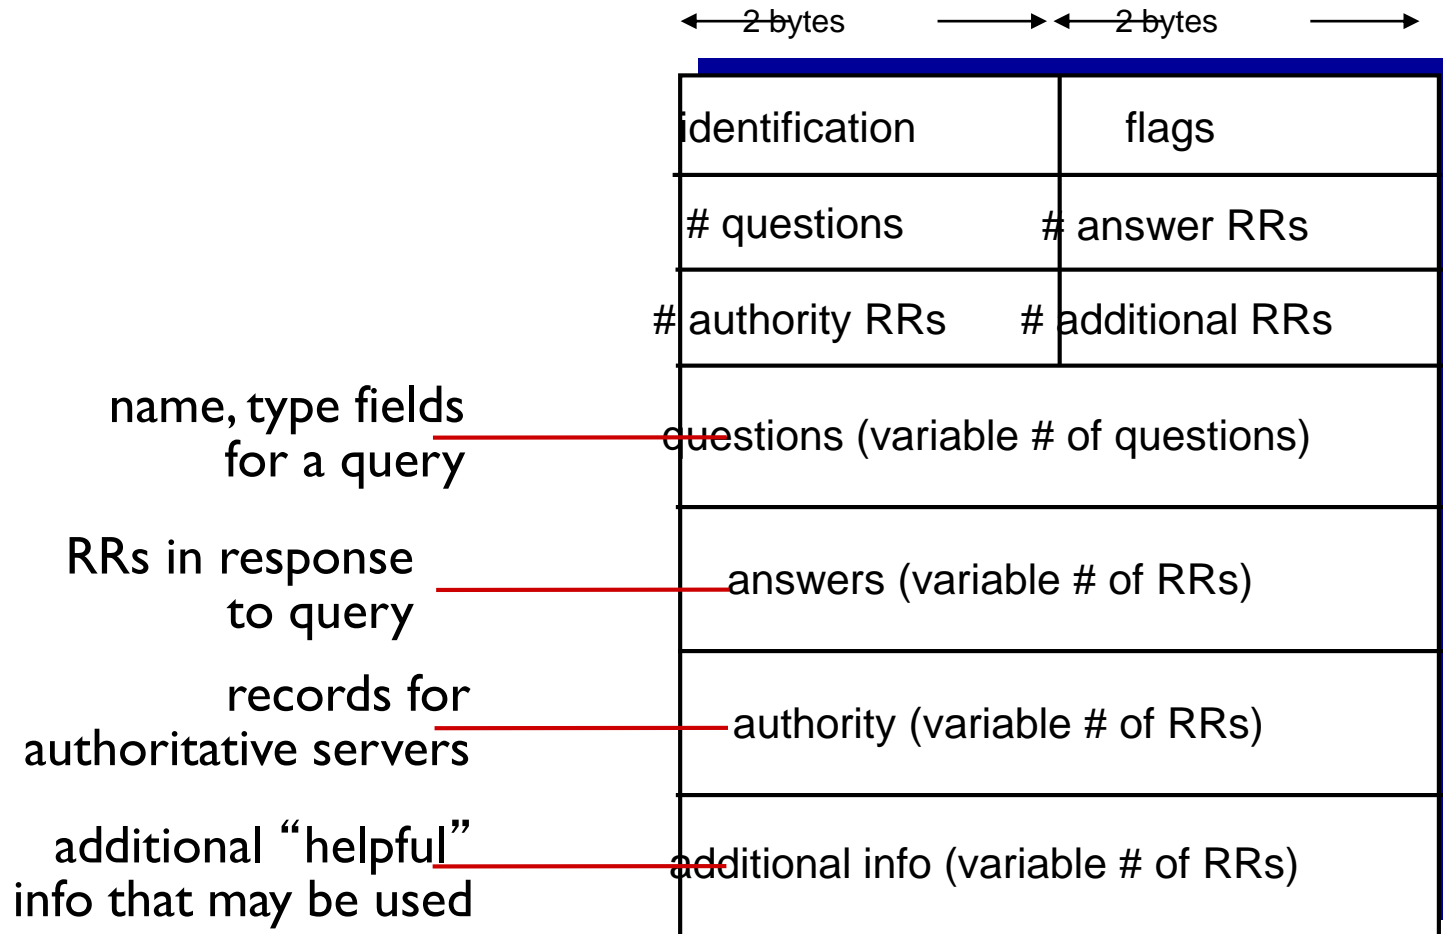 2 bytes 2 bytes
identification flags
# questions # answer RRs
# authority RRs # additional RRs
name, type fields
for a query
questions (variable # of questions)
RRs in response
to query
answers (variable # of RRs)
records for
authoritative servers
authority (variable # of RRs)
additional “helpful”
info that may be used
additional info (variable # of RRs)